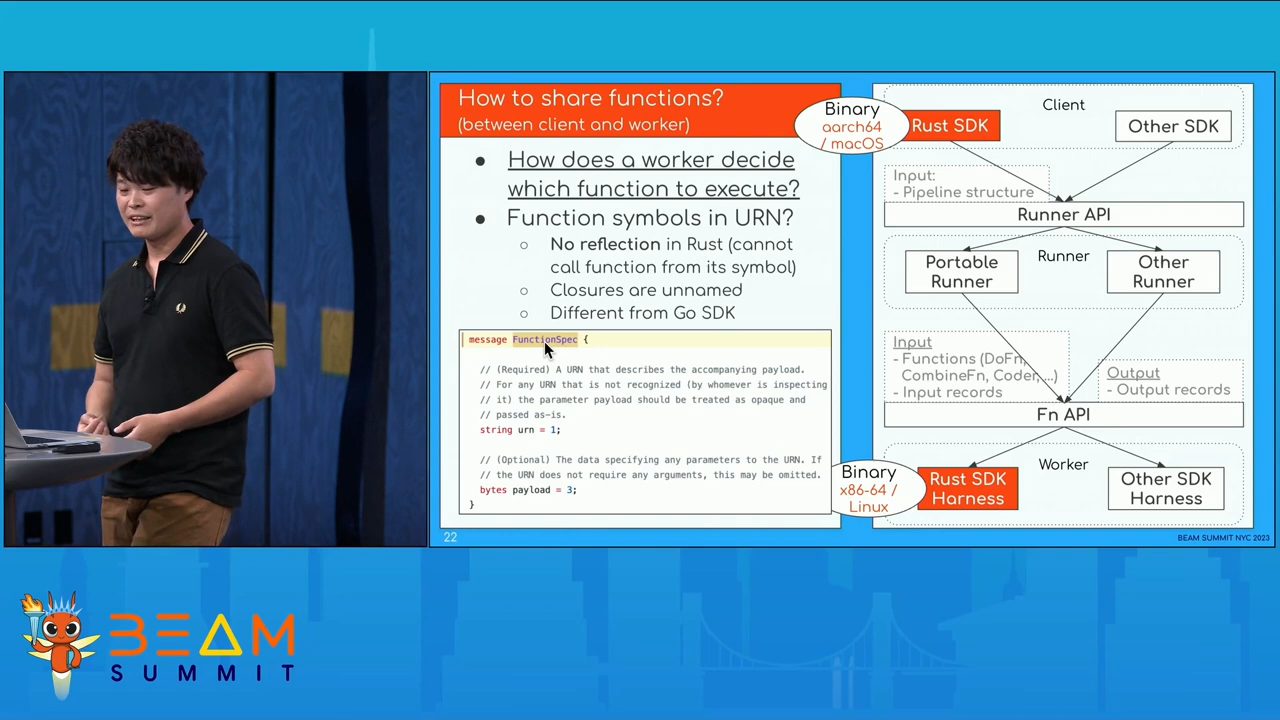 How to share functions?
(between client and worker)
● How does a worker decide
which function to execute?
● Function symbols in URN?
○ No reflection in Rust (cannot
call function from its symbol)
○ Closures are unnamed
○ Different from Go SDK
message FunctionSpec {
// (Required) A URN that describes the accompanying payload.
// For any URN that is not recognized (by whomever is inspecting
// it) the parameter payload should be treated as opaque and
// passed as-is.
string urn = 1;
// (Optional) The data specifying any parameters to the URN. If
// the URN does not require any arguments, this may be omitted.
bytes payload = 3;
}
22
Binary
aarch64
/ macOS
Client
Rust SDK
Other SDK
Input:
- Pipeline structure
Runner API
Runner
Portable
Runner
Other
Runner
Input
- Functions (DoFn,
CombineFn, Coder, ...)
- Input records
Output
- Output records
Fn API
Worker
Binary
x86-64 /
Linux
Rust SDK
Harness
Other SDK
Harness
BEAM SUMMIT NYC 2023
BEAM
SUMMIT